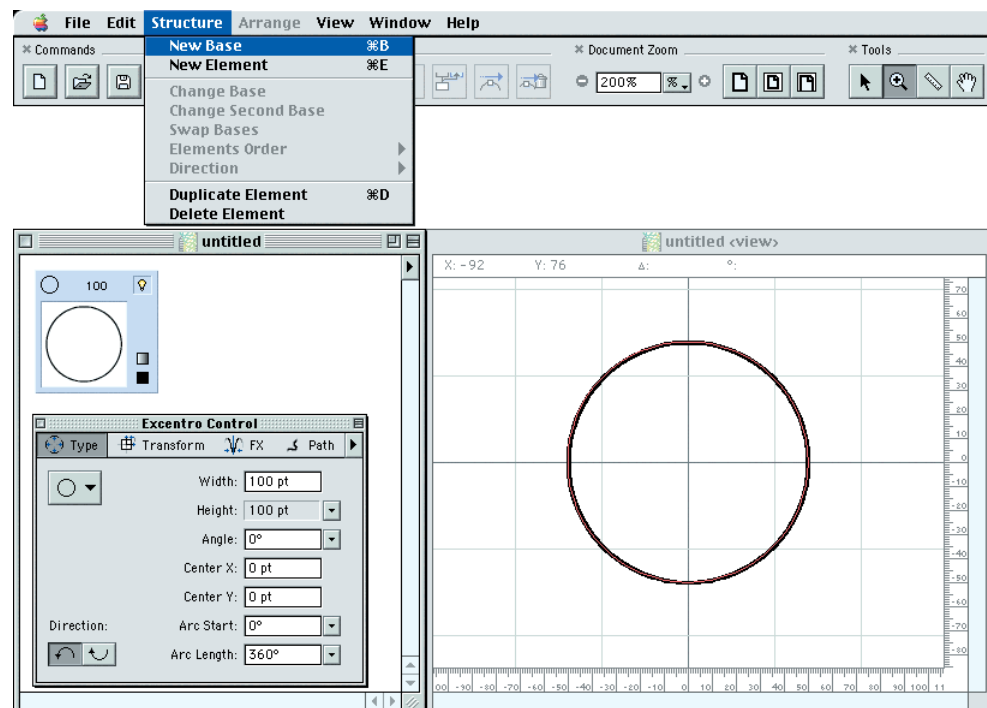 File Edit Structure Arrange View Window Help
Commands
Document Zoom
Tools
200%
%
New Base ⌘B
New Element ⌘E
Change Base
Change Second Base
Swap Bases
Elements Order
Direction
Duplicate Element ⌘D
Delete Element
untitled
untitled <view>
X: -92 Y: 76 Δ: °:
100
Excentro Control
Type Transform FX Path
Width: 100 pt
Height: 100 pt
Angle: 0°
Center X: 0 pt
Center Y: 0 pt
Direction: Arc Start: 0°
Arc Length: 360°
70
60
50
40
30
20
10
0
-10
-20
-30
-40
-50
-60
-70
-80
00 -90 -80 -70 -60 -50 -40 -30 -20 -10 0 10 20 30 40 50 60 70 80 90 100 11